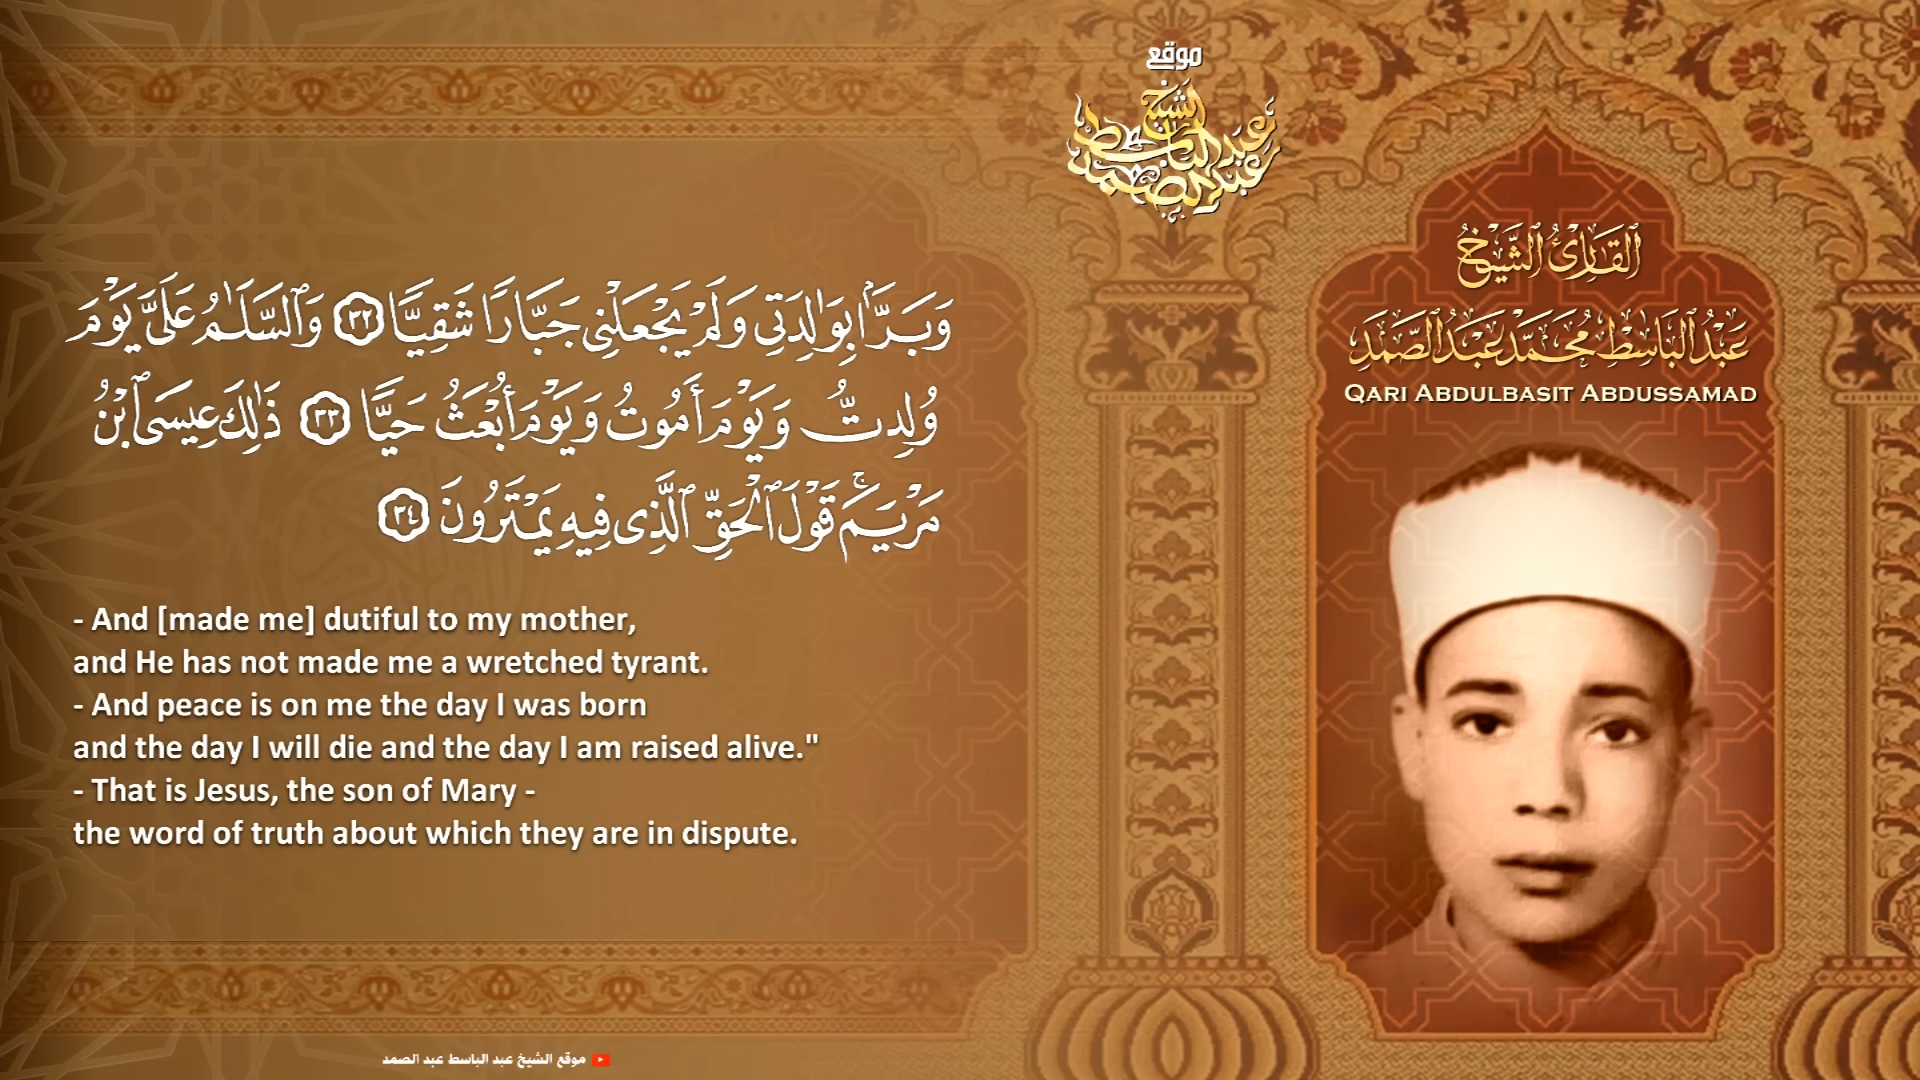 موقع
الشيخ
عبد الباسط
عبد الصمد
القارئ الشيخ
عَبْدُ الْبَاسِط مُحَمَّد عَبْدُ الصَّمَد
QARI ABDULBASIT ABDUSSAMAD
وَبَرًّۢا بِوَٰلِدَتِى وَلَمْ يَجْعَلْنِى جَبَّارًا شَقِيًّا ٣٢ وَٱلسَّلَٰمُ عَلَىَّ يَوْمَ
وُلِدتُّ وَيَوْمَ أَمُوتُ وَيَوْمَ أُبْعَثُ حَيًّا ٣٣ ذَٰلِكَ عِيسَى ٱبْنُ
مَرْيَمَ ۚ قَوْلَ ٱلْحَقِّ ٱلَّذِى فِيهِ يَمْتَرُونَ ٣٤
- And [made me] dutiful to my mother,
and He has not made me a wretched tyrant.
- And peace is on me the day I was born
and the day I will die and the day I am raised alive."
- That is Jesus, the son of Mary -
the word of truth about which they are in dispute.
موقع الشيخ عبد الباسط عبد الصمد